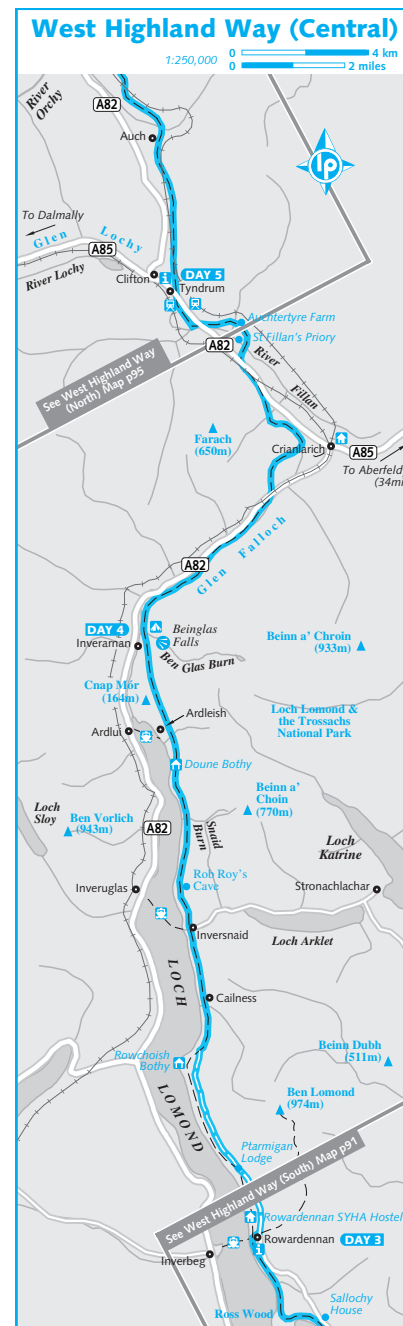 West Highland Way (Central)
1:250,000
0 4 km
0 2 miles
River
Orchy
A82
Auch
lp
To Dalmally
Glen Lochy
A85
River Lochy
Clifton
i
DAY 5
Tyndrum
Auchtertyre Farm
St Fillan's Priory
A82
River
Fillan
See West Highland Way
(North) Map p95
Farach
(650m)
Crianlarich
A85
To Aberfeld
(34mi
Glen Falloch
A82
DAY 4
Inveraman
Beinglas
Falls
Ben Glas Burn
Beinn a' Chroin
(933m)
Cnap Mór
(164m)
Ardleish
Loch Lomond &
the Trossachs
National Park
Ardlui
Doune Bothy
Loch
Sloy
Ben Vorlich
(943m)
A82
Snaid
Burn
Beinn a'
Choin
(770m)
Loch
Katrine
Rob Roy's
Cave
Inveruglas
Stronachlachar
Inversnaid
Loch Arklet
LOCH
Cailness
Rowchoish
Bothy
Beinn Dubh
(511m)
LOMOND
Ben Lomond
(974m)
Ptarmigan
Lodge
See West Highland Way (South) Map p91
Rowardennan SYHA Hostel
Rowardennan
DAY 3
i
Inverbeg
Sallochy
House
Ross Wood